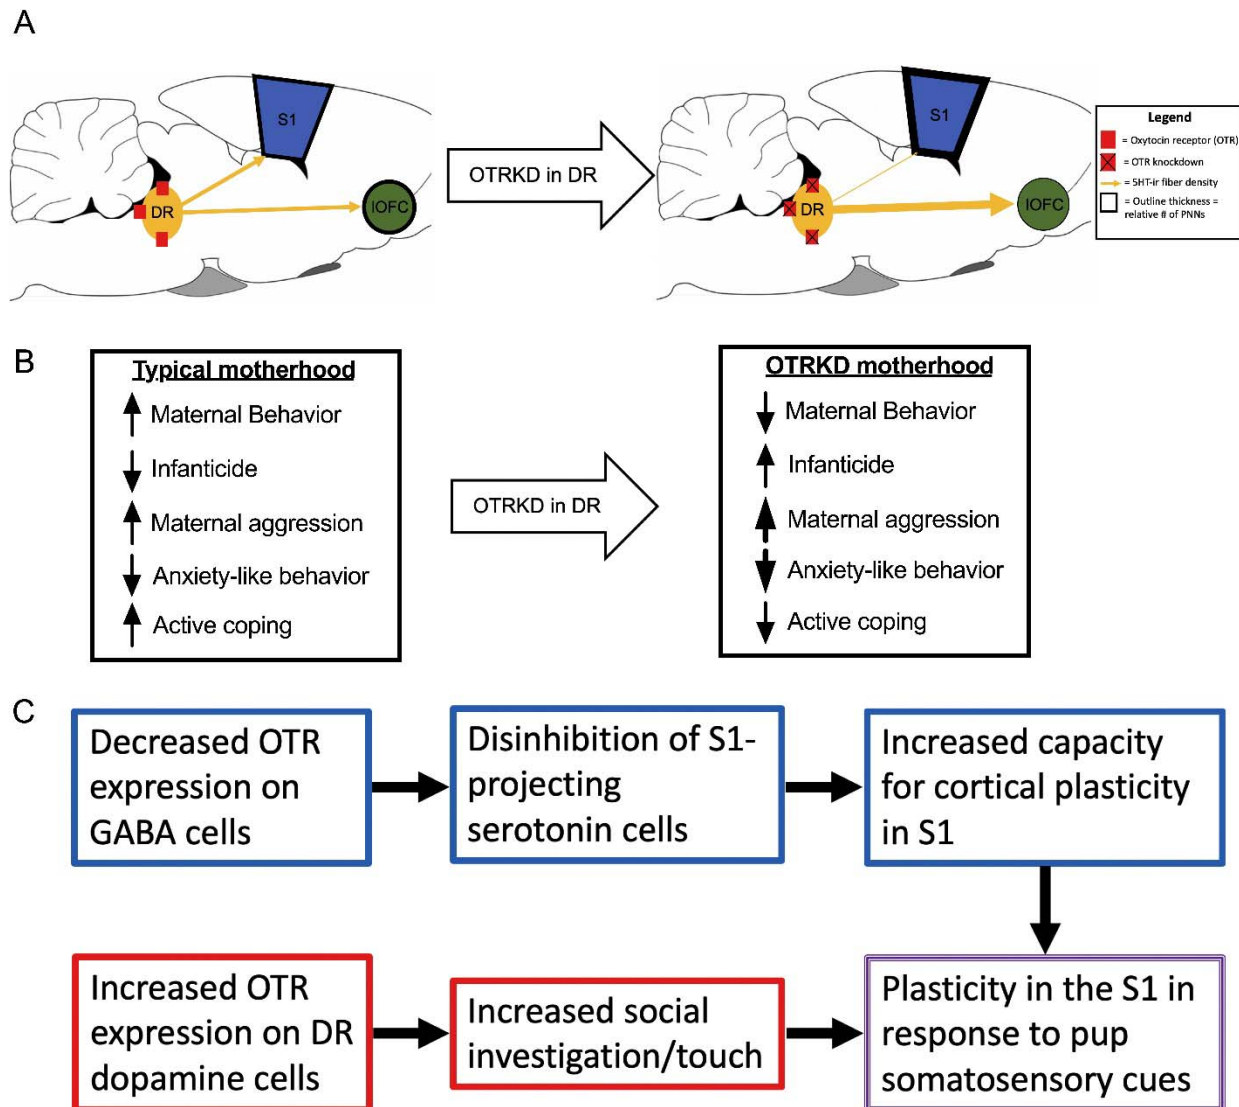 A
S1
DR
lOFC
OTRKD in DR
S1
DR
lOFC
Legend
= Oxytocin receptor (OTR)
= OTR knockdown
= 5HT-ir fiber density
= Outline thickness =
relative # of PNNs
B
Typical motherhood
Maternal Behavior
Infanticide
Maternal aggression
Anxiety-like behavior
Active coping
OTRKD in DR
OTRKD motherhood
Maternal Behavior
Infanticide
Maternal aggression
Anxiety-like behavior
Active coping
C
Decreased OTR
expression on
GABA cells
Disinhibition of S1-
projecting
serotonin cells
Increased capacity
for cortical plasticity
in S1
Increased OTR
expression on DR
dopamine cells
Increased social
investigation/touch
Plasticity in the S1 in
response to pup
somatosensory cues